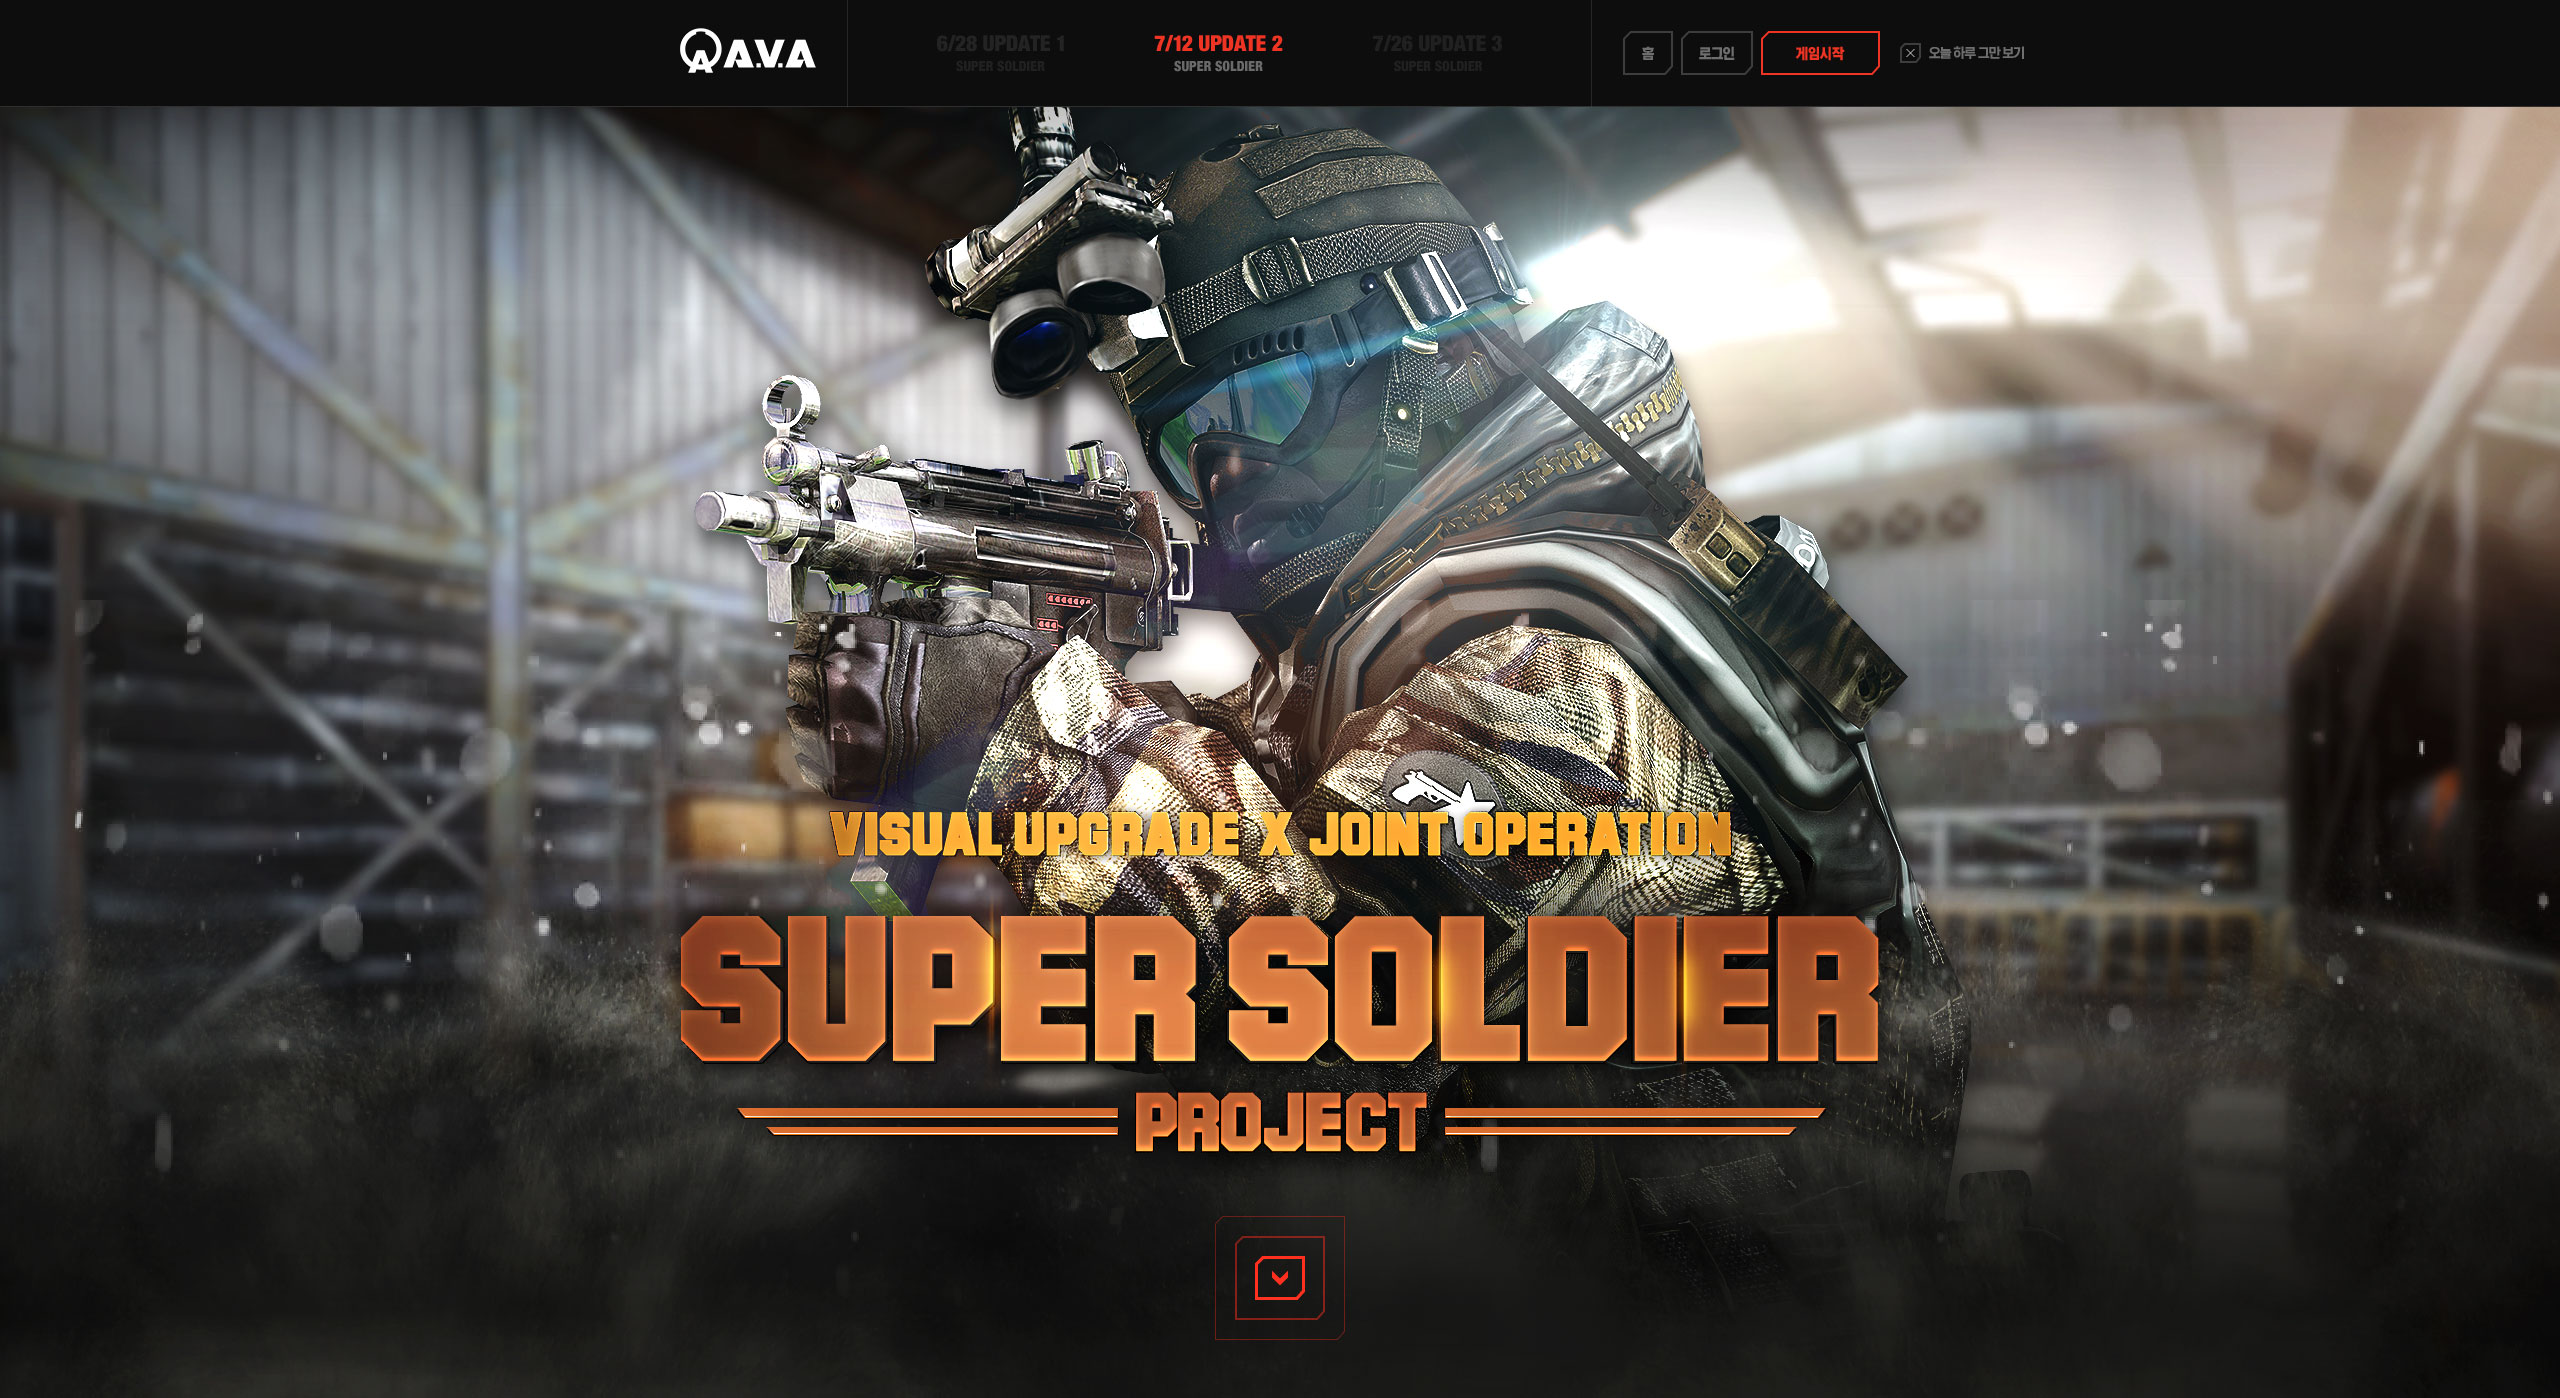 A.V.A
6/28 UPDATE 1
SUPER SOLDIER
7/12 UPDATE 2
SUPER SOLDIER
7/26 UPDATE 3
SUPER SOLDIER
홈
로그인
게임시작
오늘 하루 그만 보기
VISUAL UPGRADE X JOINT OPERATION
SUPER SOLDIER
PROJECT